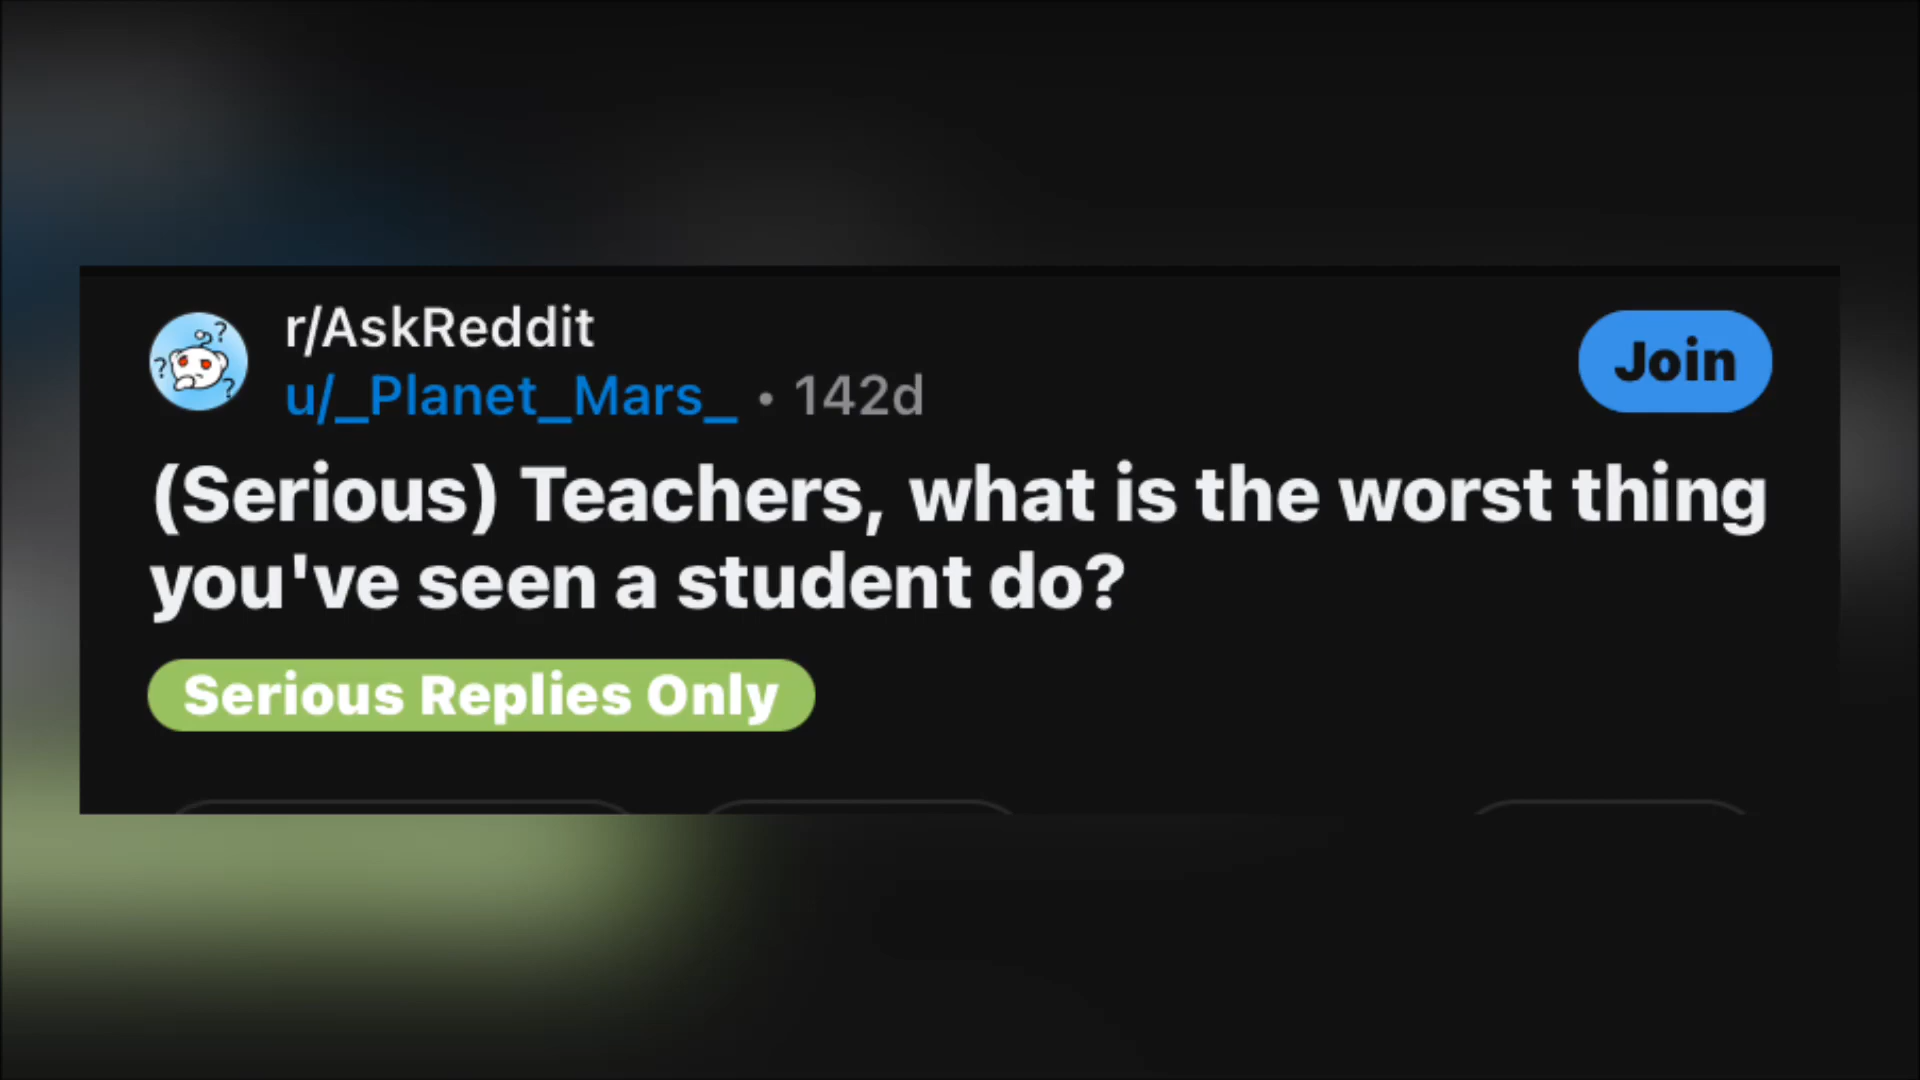 r/AskReddit
u/_Planet_Mars_ • 142d
Join
(Serious) Teachers, what is the worst thing
you've seen a student do?
Serious Replies Only